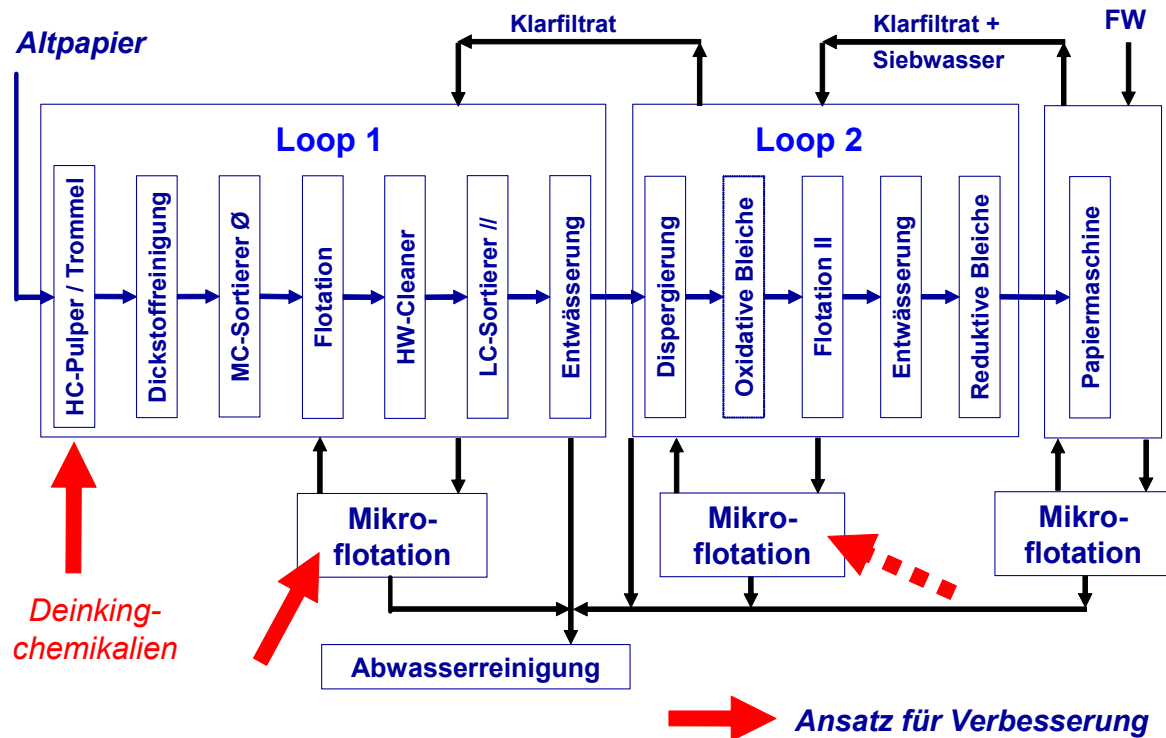 Altpapier
Klarfiltrat
Klarfiltrat +
Siebwasser
FW
Loop 1
Loop 2
HC-Pulper / Trommel
Dickstoffreinigung
MC-Sortierer Ø
Flotation
HW-Cleaner
LC-Sortierer //
Entwässerung
Dispergierung
Oxidative Bleiche
Flotation II
Entwässerung
Reduktive Bleiche
Papiermaschine
Mikro-
flotation
Mikro-
flotation
Mikro-
flotation
Deinking-
chemikalien
Abwasserreinigung
Ansatz für Verbesserung